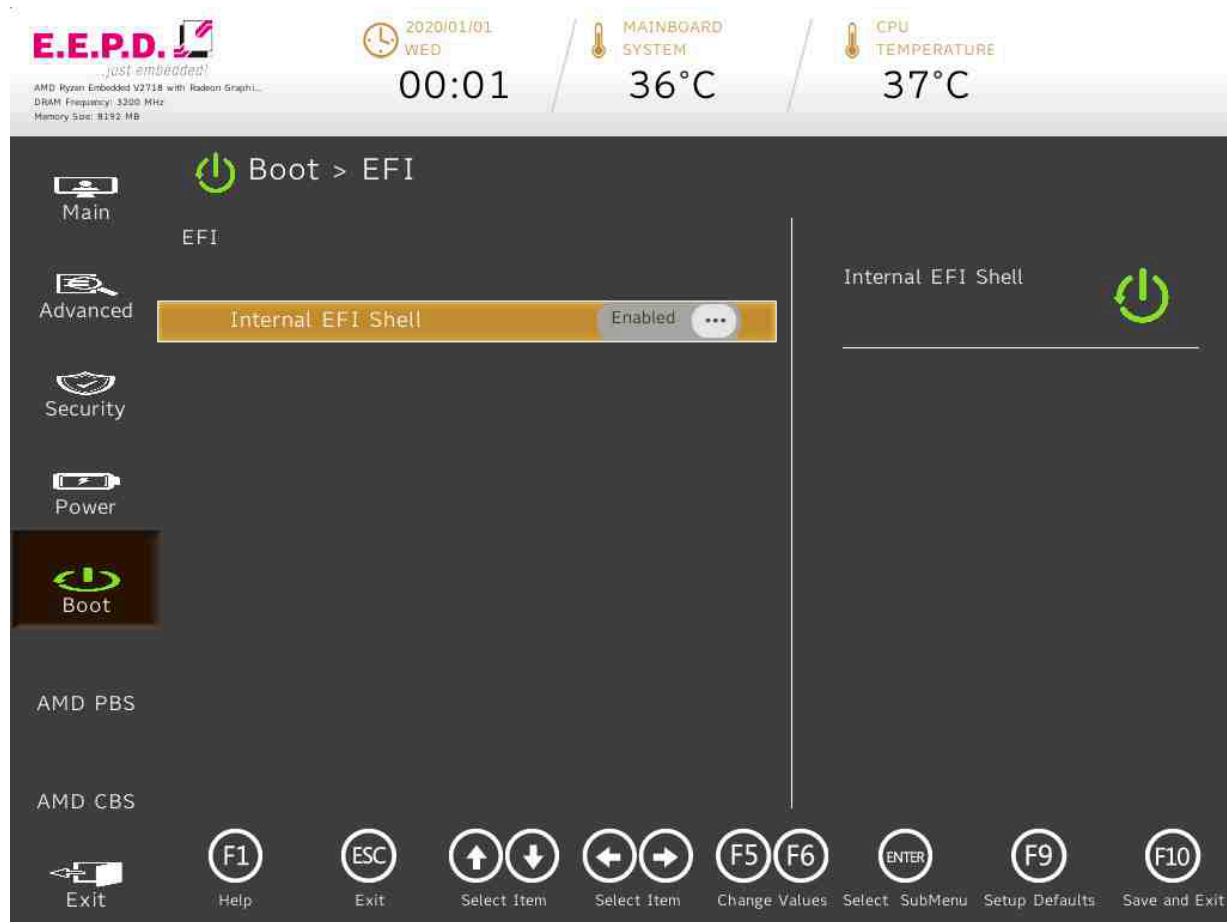 E.E.P.D.
...just embedded!
AMD Ryzen Embedded V2718 with Radeon Graphi...
DRAM Frequency: 3200 MHz
Memory Size: 8192 MB
2020/01/01
WED
00:01
MAINBOARD
SYSTEM
36°C
CPU
TEMPERATURE
37°C
Main
Advanced
Security
Power
Boot
AMD PBS
AMD CBS
Exit
Boot > EFI
EFI
Internal EFI Shell
Enabled
Internal EFI Shell
F1
Help
ESC
Exit
Select Item
Select Item
F5 F6
Change Values
ENTER
Select SubMenu
F9
Setup Defaults
F10
Save and Exit